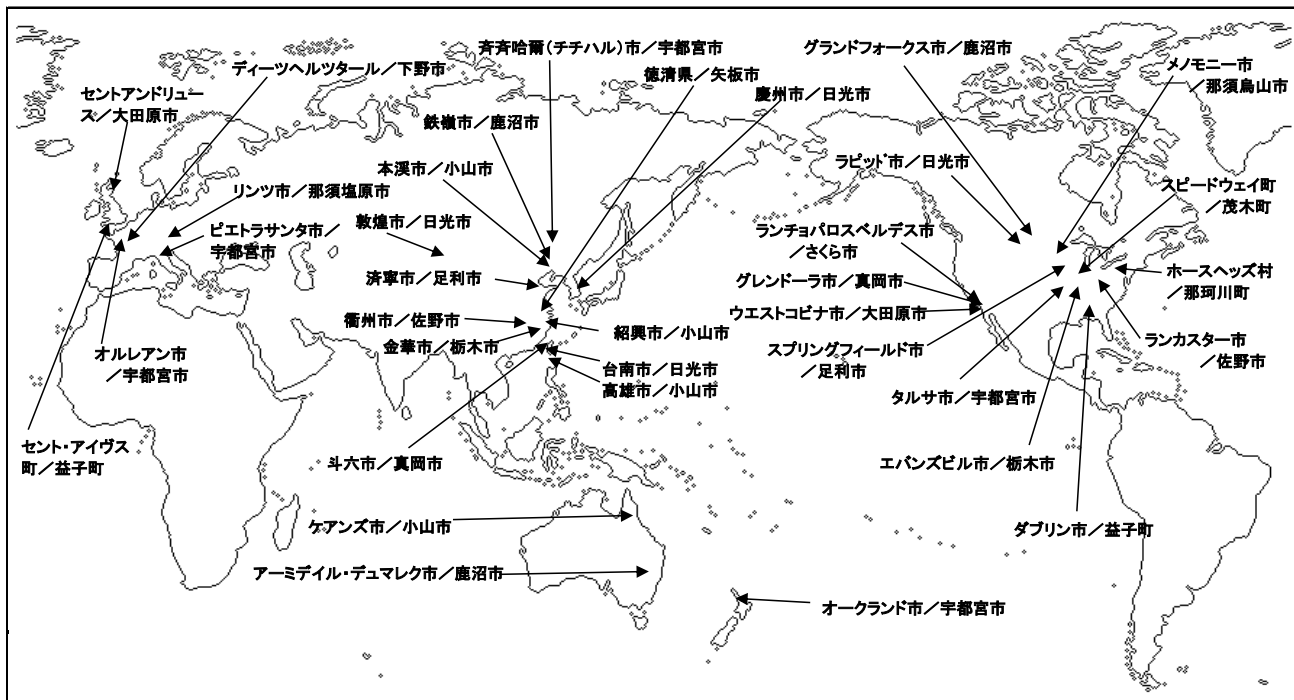 斉斉哈爾(チチハル)市／宇都宮市
グランドフォークス市／鹿沼市
ディーツヘルツタール／下野市
徳清県／矢板市
メノモニー市
／那須烏山市
セントアンドリュー
ス／大田原市
慶州市／日光市
鉄嶺市／鹿沼市
ラピッド市／日光市
本渓市／小山市
スピードウェイ町
／茂木町
リンツ市／那須塩原市
敦煌市／日光市
ランチョパロスベルデス市
／さくら市
ピエトラサンタ市／
宇都宮市
済寧市／足利市
グレンドーラ市／真岡市
ホースヘッズ村
／那珂川町
ウエストコビナ市／大田原市
衢州市／佐野市
紹興市／小山市
金華市／栃木市
スプリングフィールド市
／足利市
ランカスター市
／佐野市
オルレアン市
／宇都宮市
台南市／日光市
高雄市／小山市
タルサ市／宇都宮市
セント・アイヴス
町／益子町
斗六市／真岡市
エバンズビル市／栃木市
ケアンズ市／小山市
ダブリン市／益子町
アーミデイル・デュマレク市／鹿沼市
オークランド市／宇都宮市